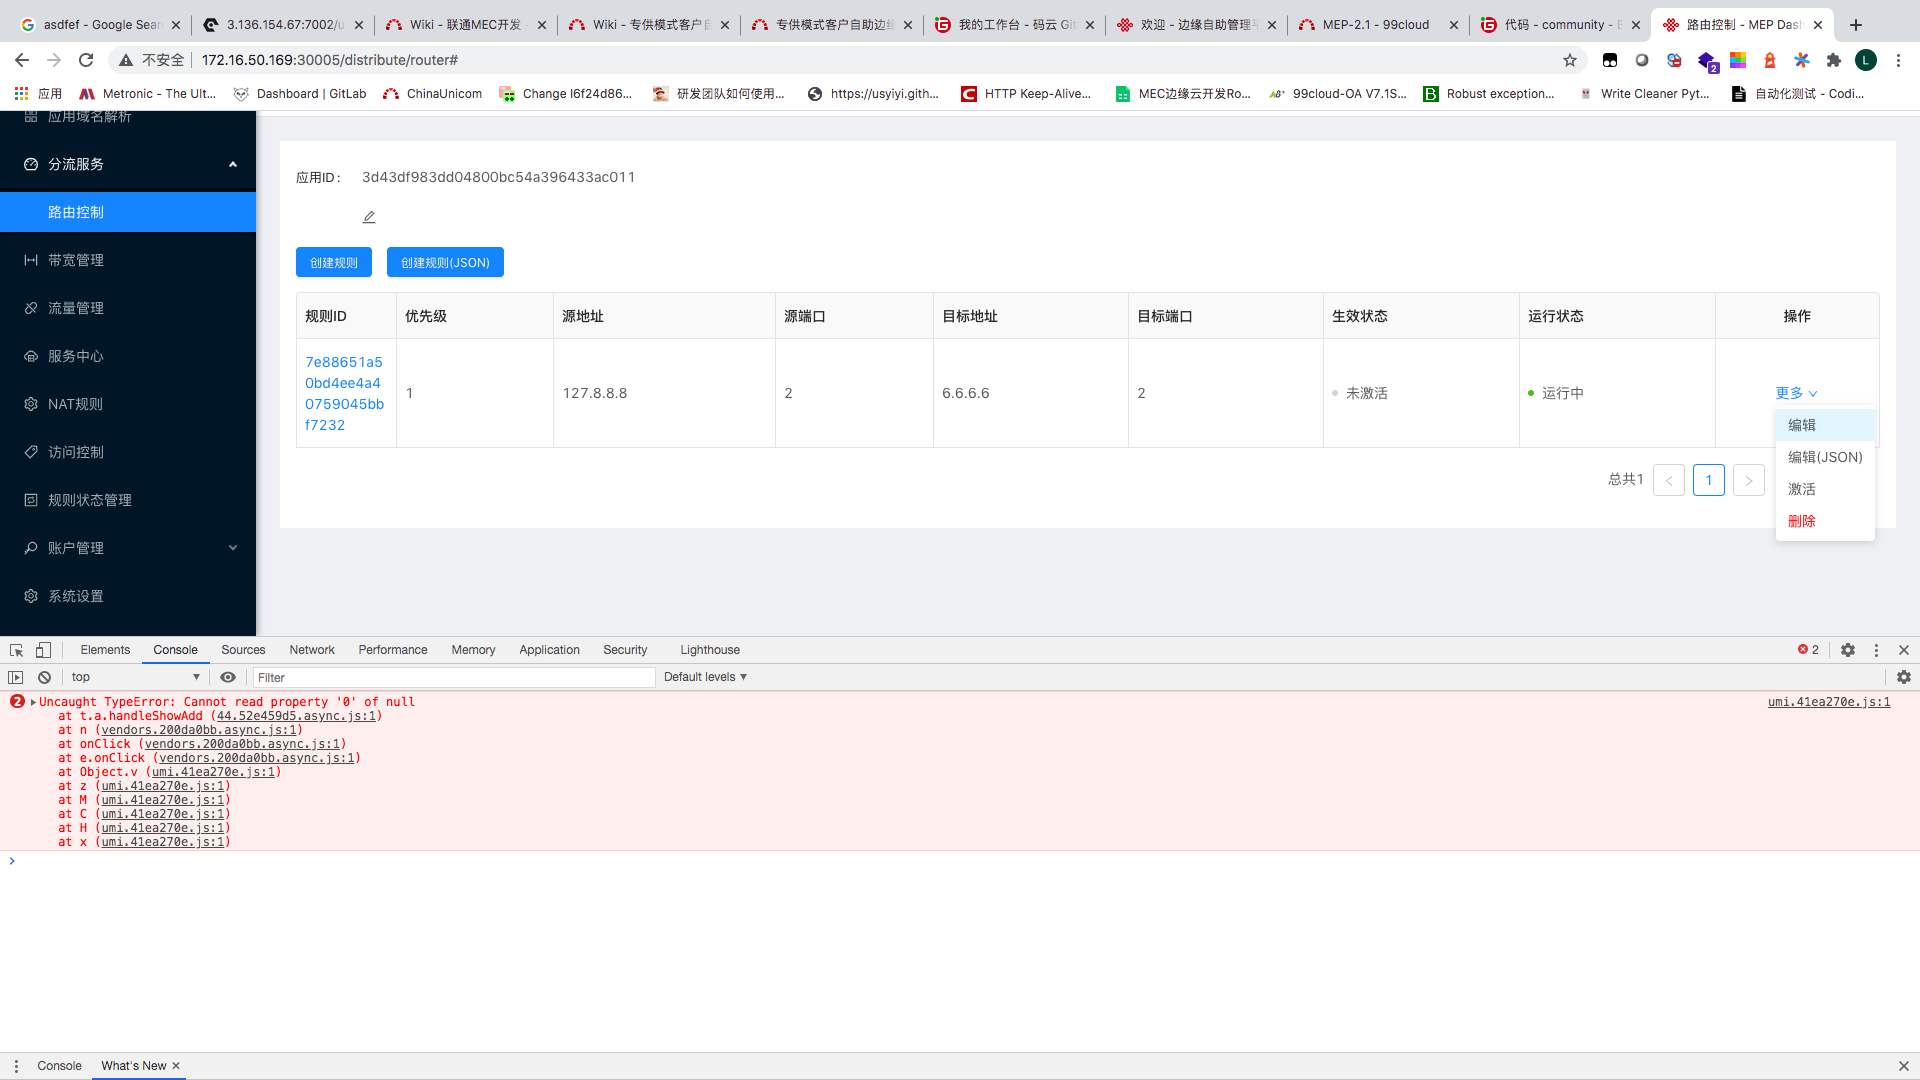 asdfef - Google Sear
3.136.154.67:7002/u
Wiki - 联通MEC开发 -
Wiki - 专供模式客户自
专供模式客户自助边缘
我的工作台 - 码云 Git
欢迎 - 边缘自助管理平
MEP-2.1 - 99cloud
代码 - community - E
路由控制 - MEP Dash
不安全
172.16.50.169:30005/distribute/router#
2
L
应用
Metronic - The Ult...
Dashboard | GitLab
ChinaUnicom
Change I6f24d86...
研发团队如何使用...
https://usyiyi.gith...
HTTP Keep-Alive...
MEC边缘云开发Ro...
99cloud-OA V7.1S...
Robust exception...
Write Cleaner Pyt...
自动化测试 - Codi...
应用域名解析
分流服务
路由控制
带宽管理
流量管理
服务中心
NAT规则
访问控制
规则状态管理
账户管理
系统设置
应用ID:
3d43df983dd04800bc54a396433ac011
创建规则
创建规则(JSON)
规则ID
优先级
源地址
源端口
目标地址
目标端口
生效状态
运行状态
操作
7e88651a5
0bd4ee4a4
0759045bb
f7232
1
127.8.8.8
2
6.6.6.6
2
未激活
运行中
更多
编辑
编辑(JSON)
激活
删除
总共1
<
1
>
Elements
Console
Sources
Network
Performance
Memory
Application
Security
Lighthouse
2
top
Filter
Default levels
2
Uncaught TypeError: Cannot read property '0' of null
umi.41ea270e.js:1
at t.a.handleShowAdd (44.52e459d5.async.js:1)
at n (vendors.200da0bb.async.js:1)
at onClick (vendors.200da0bb.async.js:1)
at e.onClick (vendors.200da0bb.async.js:1)
at Object.v (umi.41ea270e.js:1)
at z (umi.41ea270e.js:1)
at M (umi.41ea270e.js:1)
at C (umi.41ea270e.js:1)
at H (umi.41ea270e.js:1)
at x (umi.41ea270e.js:1)
Console
What's New